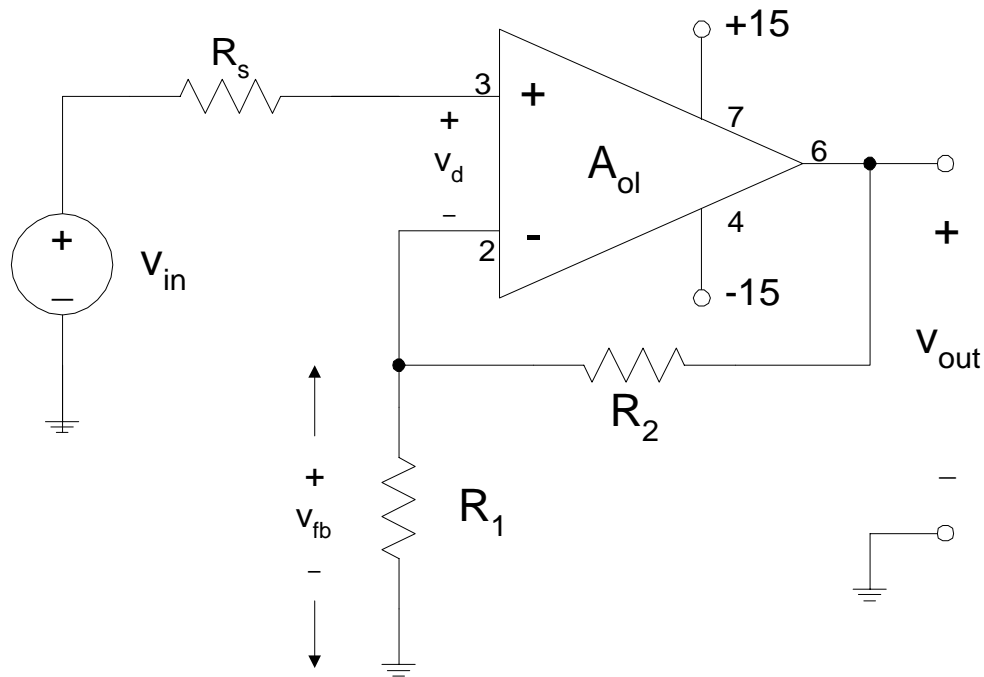 +15
R_s
3
+
+
7
v_d
A_ol
6
−
4
+
2
-
+
v_in
−
-15
v_out
R_2
+
v_fb
R_1
−
−